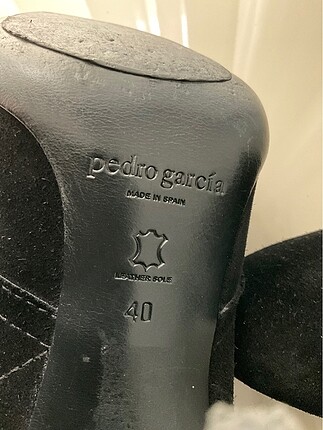 pedro garcía
MADE IN SPAIN
LEATHER SOLE
40